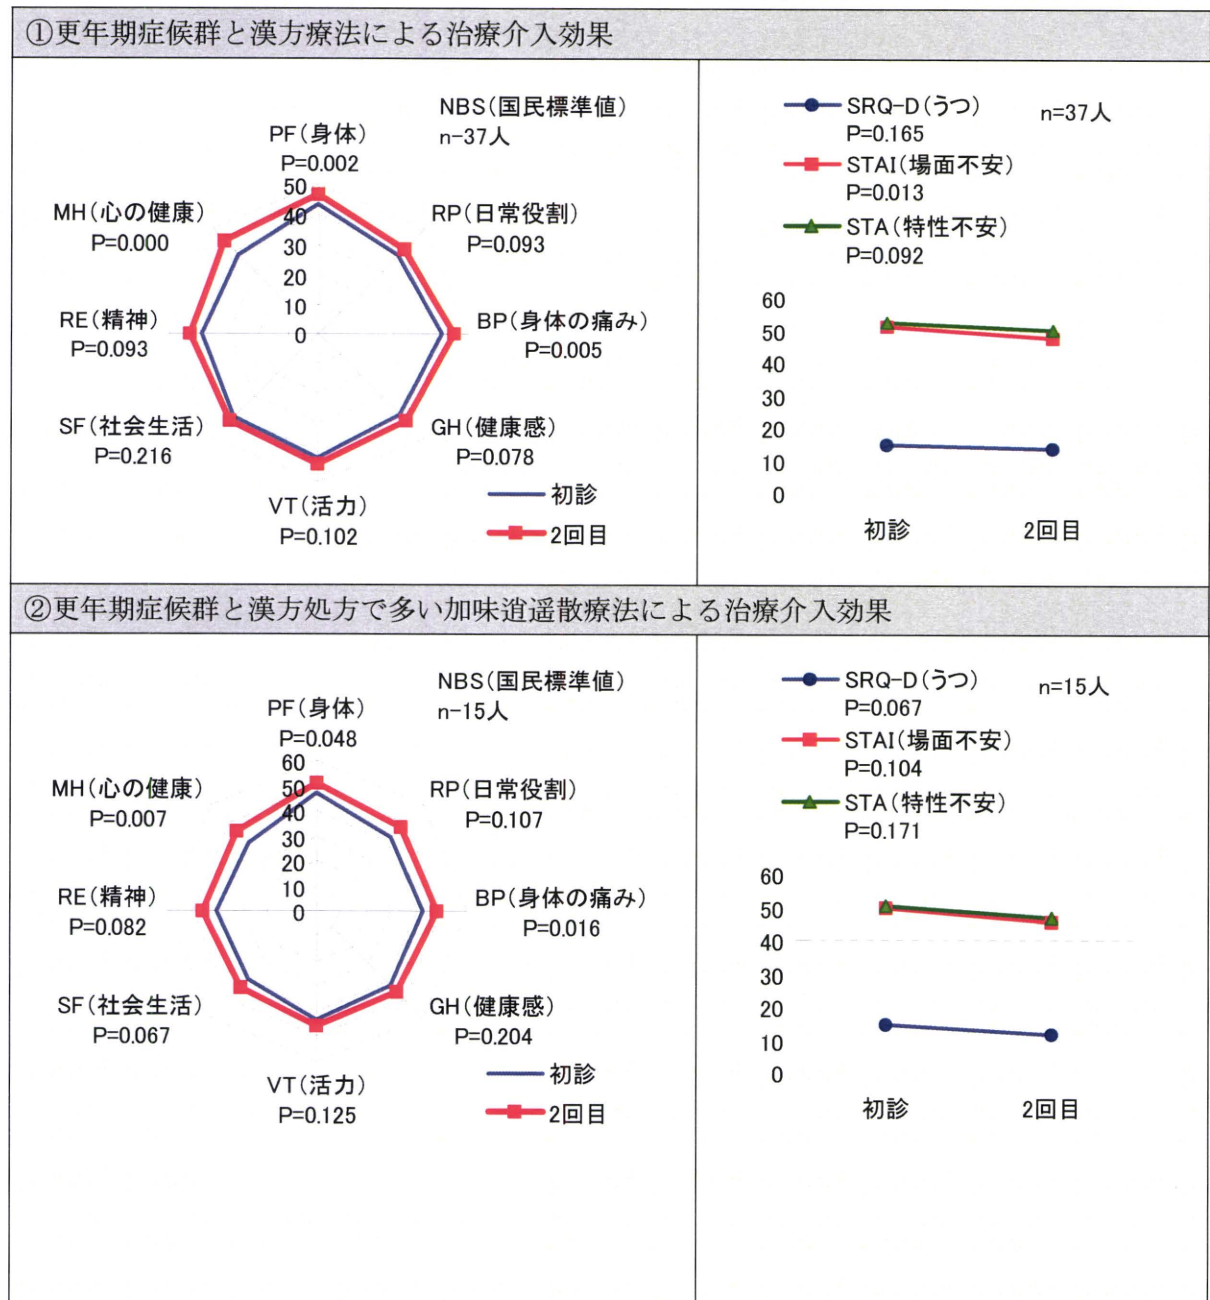 ①更年期症候群と漢方療法による治療介入効果
NBS(国民標準値)
n-37人
PF(身体)
P=0.002
MH(心の健康)
P=0.000
RP(日常役割)
P=0.093
RE(精神)
P=0.093
BP(身体の痛み)
P=0.005
SF(社会生活)
P=0.216
GH(健康感)
P=0.078
VT(活力)
P=0.102
50
40
30
20
10
0
初診
2回目
SRQ-D(うつ)
P=0.165
n=37人
STAI(場面不安)
P=0.013
STA(特性不安)
P=0.092
60
50
40
30
20
10
0
初診 2回目
②更年期症候群と漢方処方で多い加味逍遥散療法による治療介入効果
NBS(国民標準値)
n-15人
PF(身体)
P=0.048
MH(心の健康)
P=0.007
RP(日常役割)
P=0.107
RE(精神)
P=0.082
BP(身体の痛み)
P=0.016
SF(社会生活)
P=0.067
GH(健康感)
P=0.204
VT(活力)
P=0.125
60
50
40
30
20
10
0
初診
2回目
SRQ-D(うつ)
P=0.067
n=15人
STAI(場面不安)
P=0.104
STA(特性不安)
P=0.171
60
50
40
30
20
10
0
初診 2回目